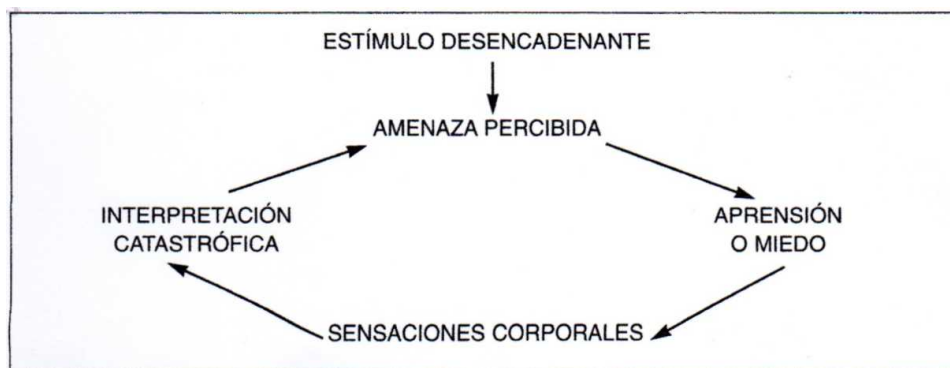 ESTÍMULO DESENCADENANTE
AMENAZA PERCIBIDA
INTERPRETACIÓN
CATASTRÓFICA
APRENSIÓN
O MIEDO
SENSACIONES CORPORALES